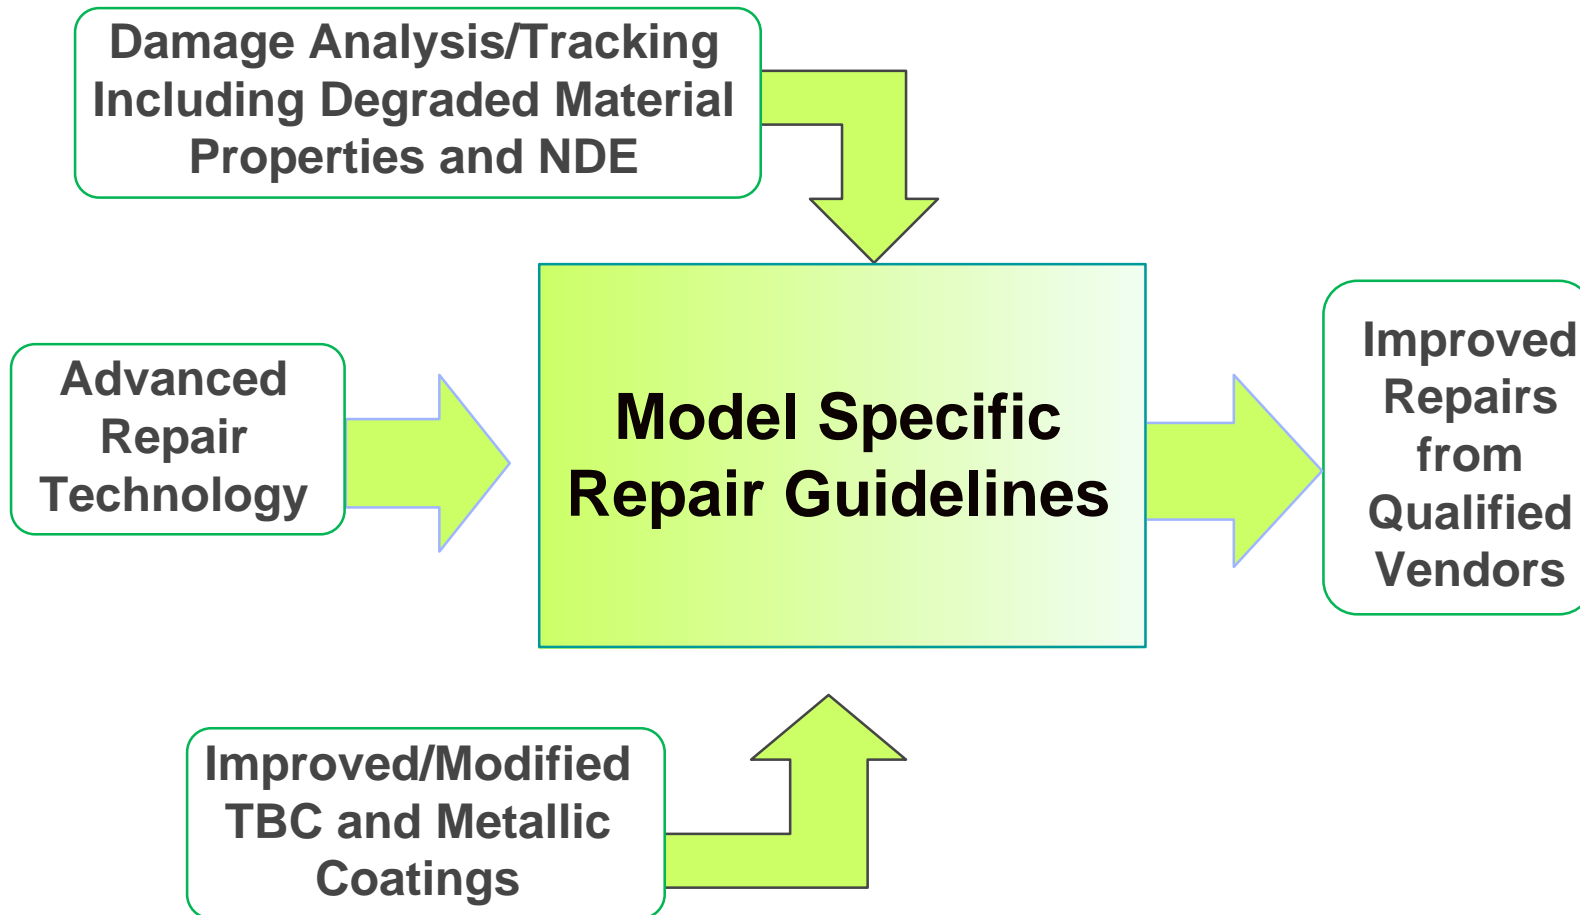 Damage Analysis/Tracking
Including Degraded Material
Properties and NDE
Advanced
Repair
Technology
Model Specific
Repair Guidelines
Improved
Repairs
from
Qualified
Vendors
Improved/Modified
TBC and Metallic
Coatings